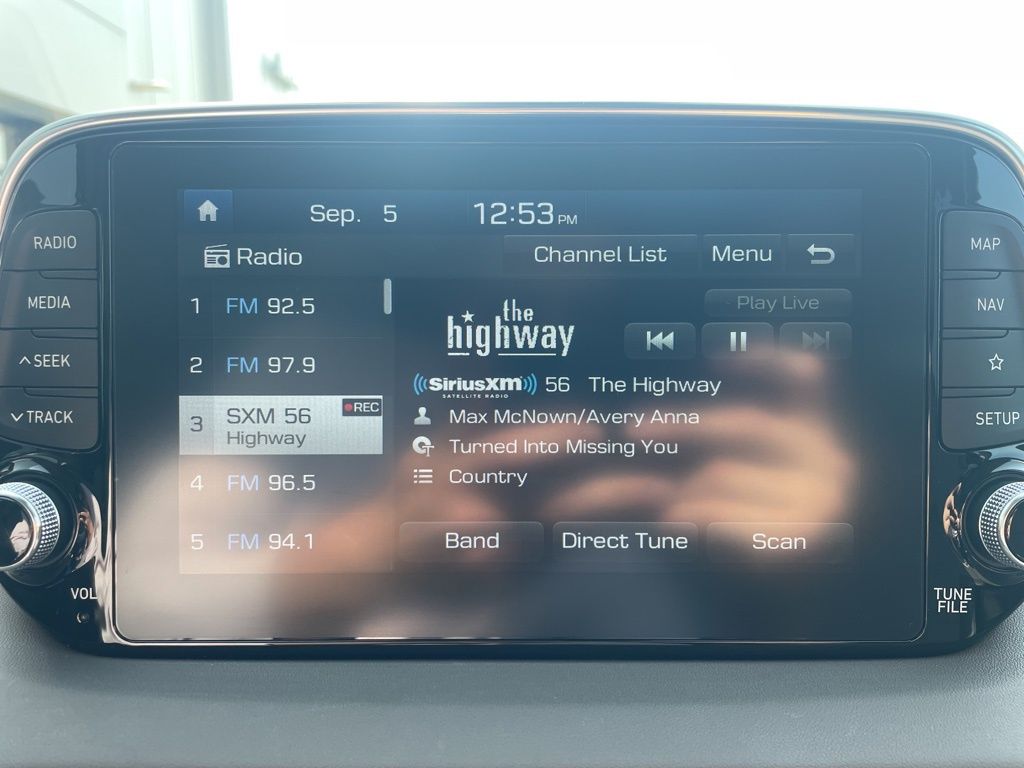 Sep. 5 12:53 PM
Radio Channel List Menu
1 FM 92.5
2 FM 97.9
3 SXM 56 REC
Highway
4 FM 96.5
5 FM 94.1
Play Live
the
highway
SiriusXM 56 The Highway
SATELLITE RADIO
Max McNown/Avery Anna
Turned Into Missing You
Country
Band Direct Tune Scan
RADIO
MEDIA
SEEK
TRACK
VOL
MAP
NAV
SETUP
TUNE
FILE